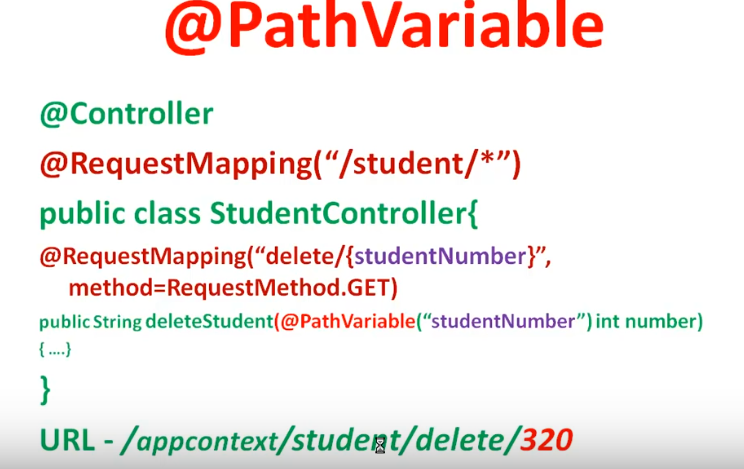 @PathVariable
@Controller
@RequestMapping(“/student/*”)
public class StudentController{
@RequestMapping(“delete/{studentNumber}”,
method=RequestMethod.GET)
public String deleteStudent(@PathVariable(“studentNumber”) int number)
{ ....}
}
URL - /appcontext/student/delete/320